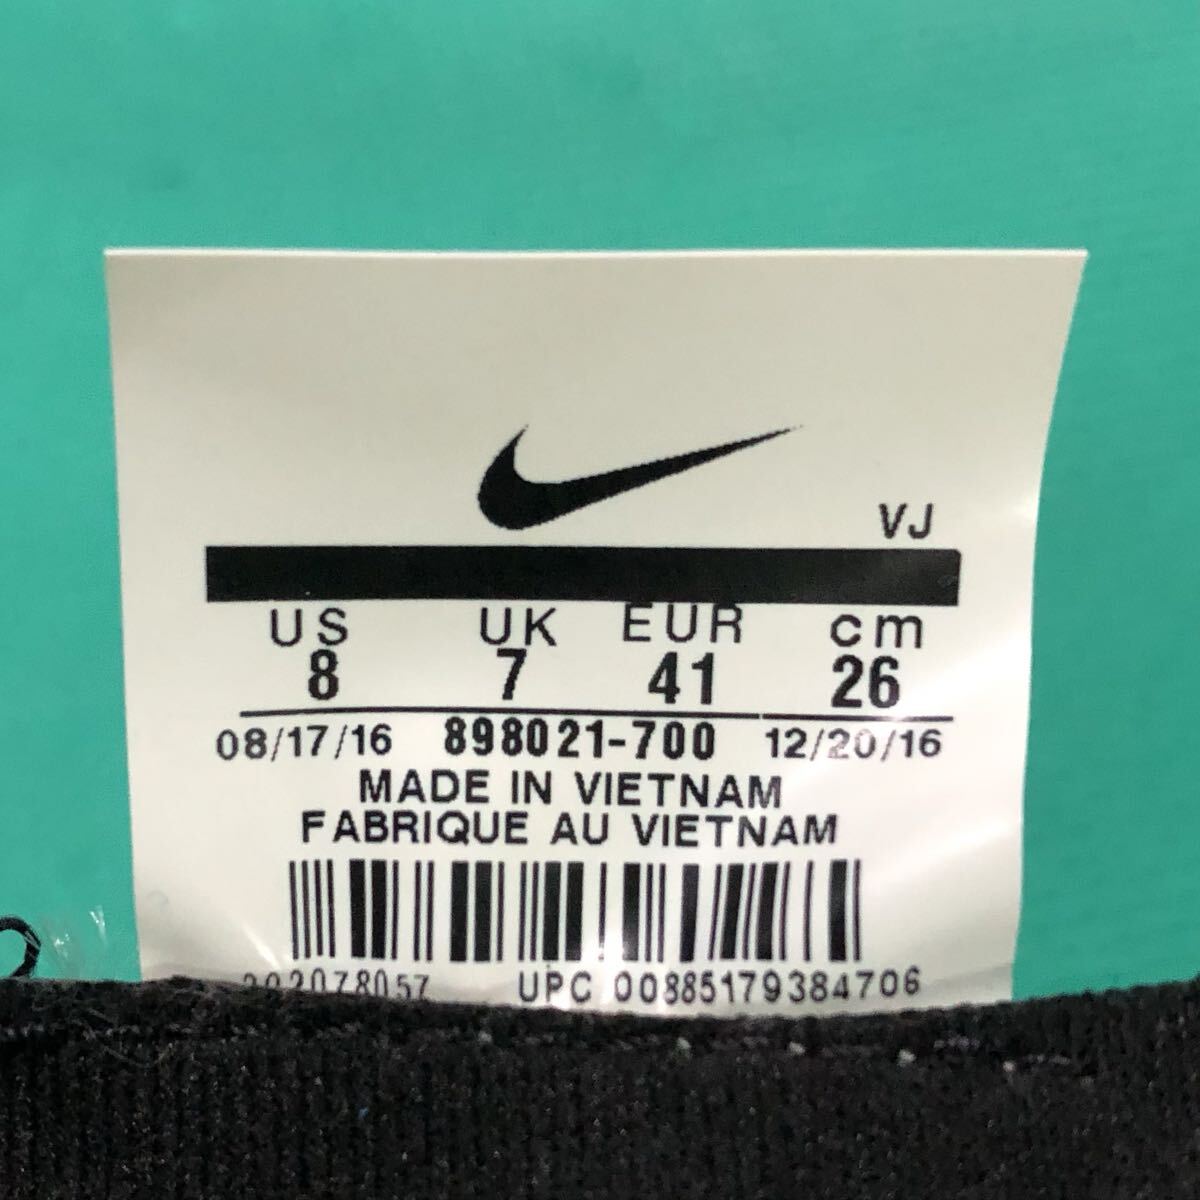 VJ
US UK EUR cm
8 7 41 26
08/17/16 898021-700 12/20/16
MADE IN VIETNAM
FABRIQUE AU VIETNAM
UPC 00885179384706